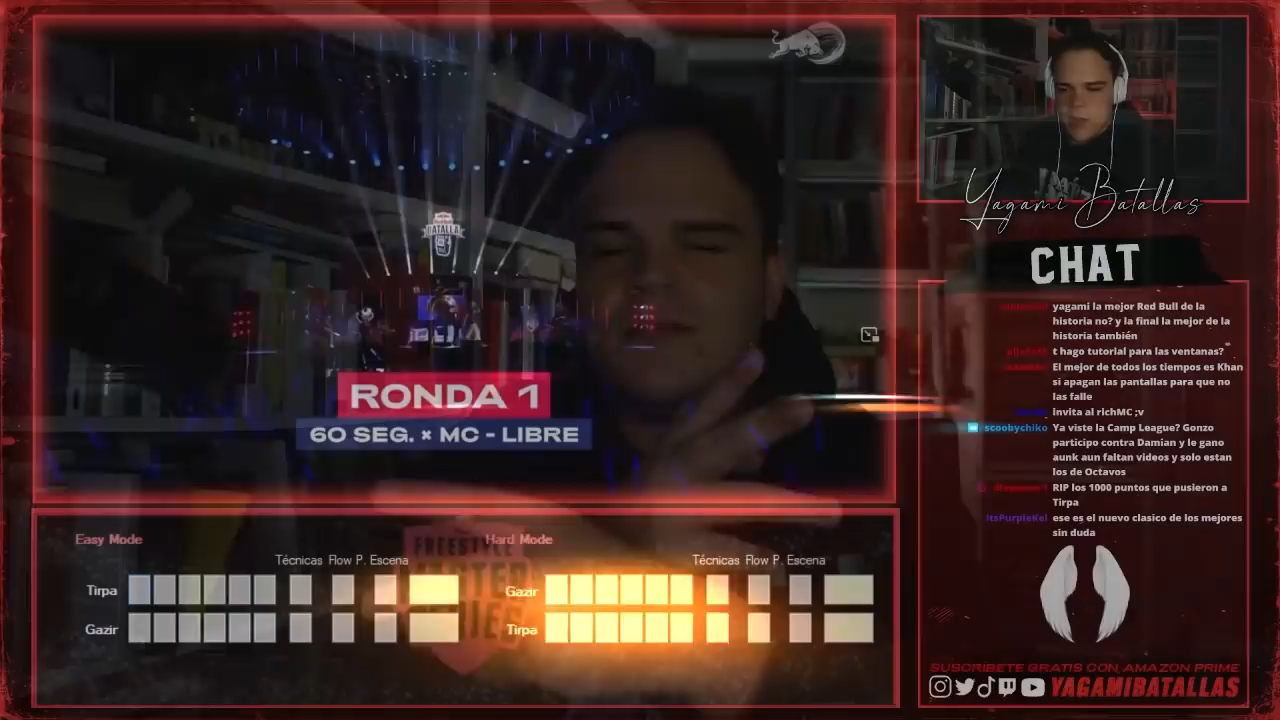 BATALLA
RONDA 1
60 SEG. × MC - LIBRE
Yagami Batallas
CHAT
yagami la mejor Red Bull de la
historia no? y la final la mejor de la
historia también
t hago tutorial para las ventanas?
El mejor de todos los tiempos es Khan
si apagan las pantallas para que no
las falle
invita al richMC ;v
scoobychiko Ya viste la Camp League? Gonzo
participo contra Damian y le gano
aunk aun faltan videos y solo estan
los de Octavos
RIP los 1000 puntos que pusieron a
Tirpa
ItsPurpleKel ese es el nuevo clasico de los mejores
sin duda
Easy Mode
Técnicas Flow P. Escena
Tirpa
Gazir
Hard Mode
Técnicas Flow P. Escena
Gazir
Tirpa
FREESTYLE
MASTER
SERIES
SUSCRIBETE GRATIS CON AMAZON PRIME
YAGAMIBATALLAS